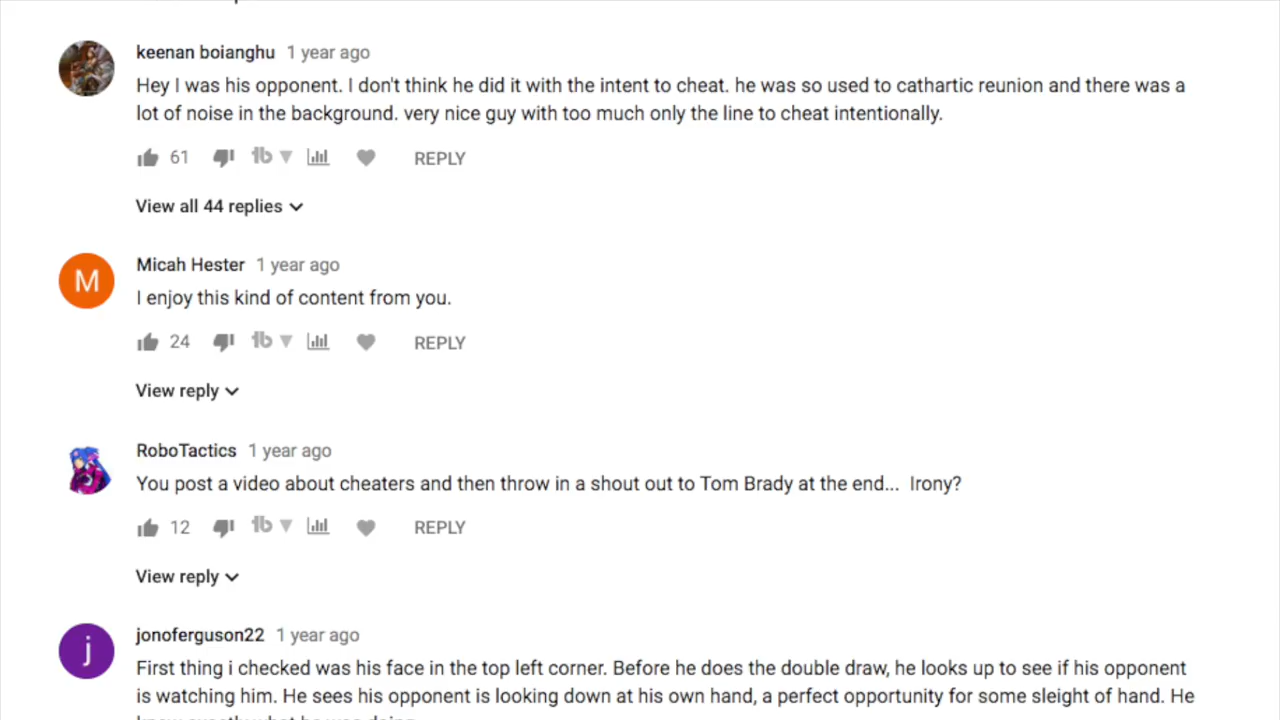 keenan boianghu 1 year ago
Hey I was his opponent. I don't think he did it with the intent to cheat. he was so used to cathartic reunion and there was a
lot of noise in the background. very nice guy with too much only the line to cheat intentionally.
61 REPLY
View all 44 replies
M
Micah Hester 1 year ago
I enjoy this kind of content from you.
24 REPLY
View reply
RoboTactics 1 year ago
You post a video about cheaters and then throw in a shout out to Tom Brady at the end... Irony?
12 REPLY
View reply
j
jonoferguson22 1 year ago
First thing i checked was his face in the top left corner. Before he does the double draw, he looks up to see if his opponent
is watching him. He sees his opponent is looking down at his own hand, a perfect opportunity for some sleight of hand. He
knew exactly what he was doing